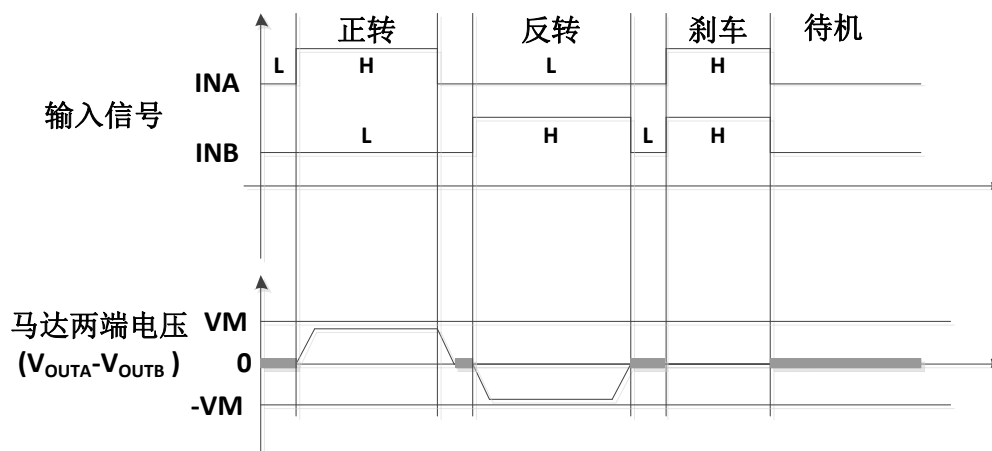 正转 反转 刹车 待机
L H L H
INA
输入信号
L H L H
INB
马达两端电压 VM
(VOUTA-VOUTB ) 0
-VM